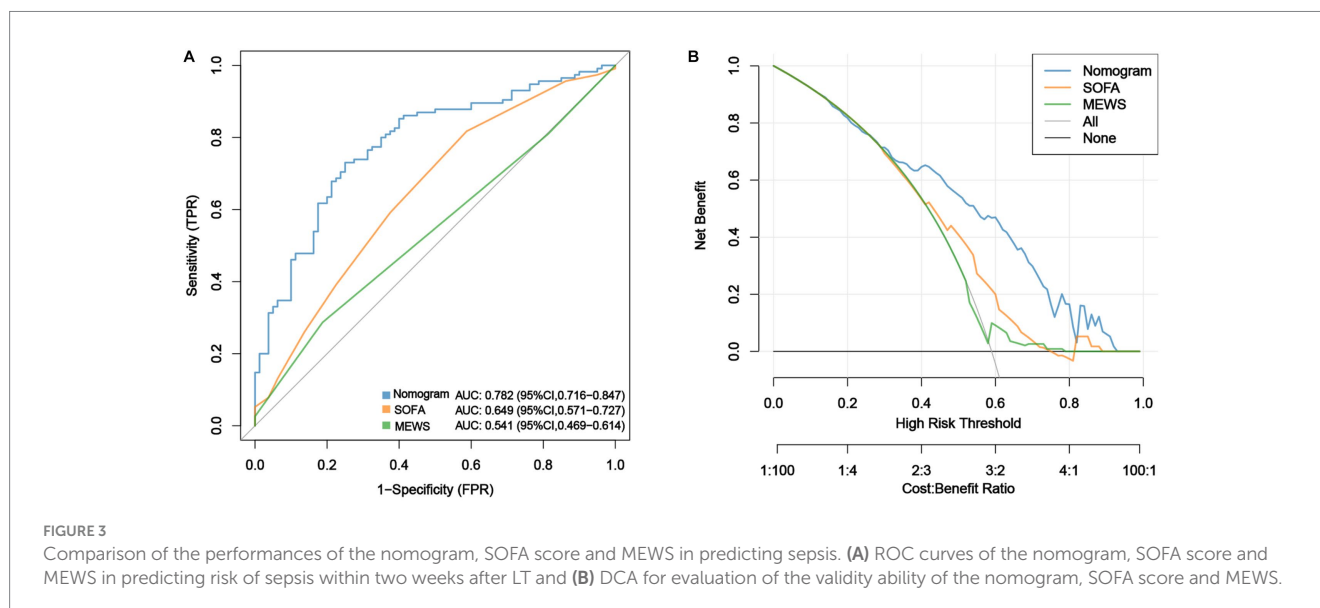 A
Sensitivity (TPR)
0.0 0.2 0.4 0.6 0.8 1.0
Nomogram AUC: 0.782 (95%CI,0.716−0.847)
SOFA AUC: 0.649 (95%CI,0.571−0.727)
MEWS AUC: 0.541 (95%CI,0.469−0.614)
0.0 0.2 0.4 0.6 0.8 1.0
1−Specificity (FPR)
B
Net Benefit
0.0 0.2 0.4 0.6 0.8 1.0
Nomogram
SOFA
MEWS
All
None
0.0 0.2 0.4 0.6 0.8 1.0
High Risk Threshold
1:100 1:4 2:3 3:2 4:1 100:1
Cost:Benefit Ratio
FIGURE 3
Comparison of the performances of the nomogram, SOFA score and MEWS in predicting sepsis. (A) ROC curves of the nomogram, SOFA score and
MEWS in predicting risk of sepsis within two weeks after LT and (B) DCA for evaluation of the validity ability of the nomogram, SOFA score and MEWS.